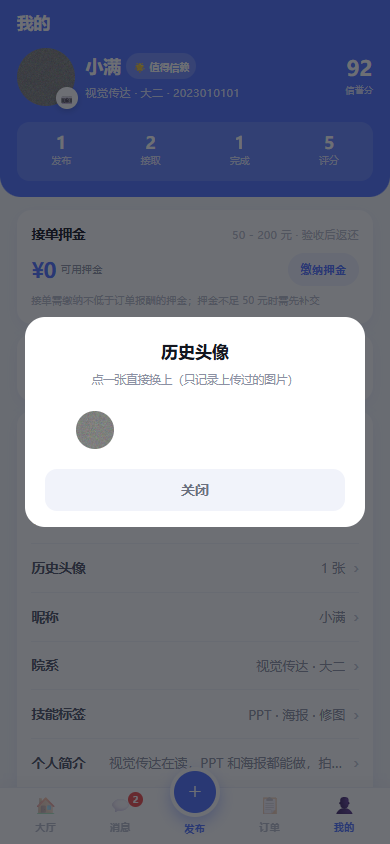 我的
小满
值得信赖
92
视觉传达 · 大二 · 2023010101
信誉分
1
2
1
5
发布
接取
完成
评分
接单押金
50 - 200 元 · 验收后返还
¥0 可用押金
缴纳押金
接单需缴纳不低于订单报酬的押金；押金不足 50 元时需先补交
历史头像
点一张直接换上（只记录上传过的图片）
关闭
历史头像
1 张 ›
昵称
小满 ›
院系
视觉传达 · 大二 ›
技能标签
PPT · 海报 · 修图 ›
个人简介
视觉传达在读．PPT 和海报都能做，拍... ›
2
+
大厅
消息
发布
订单
我的